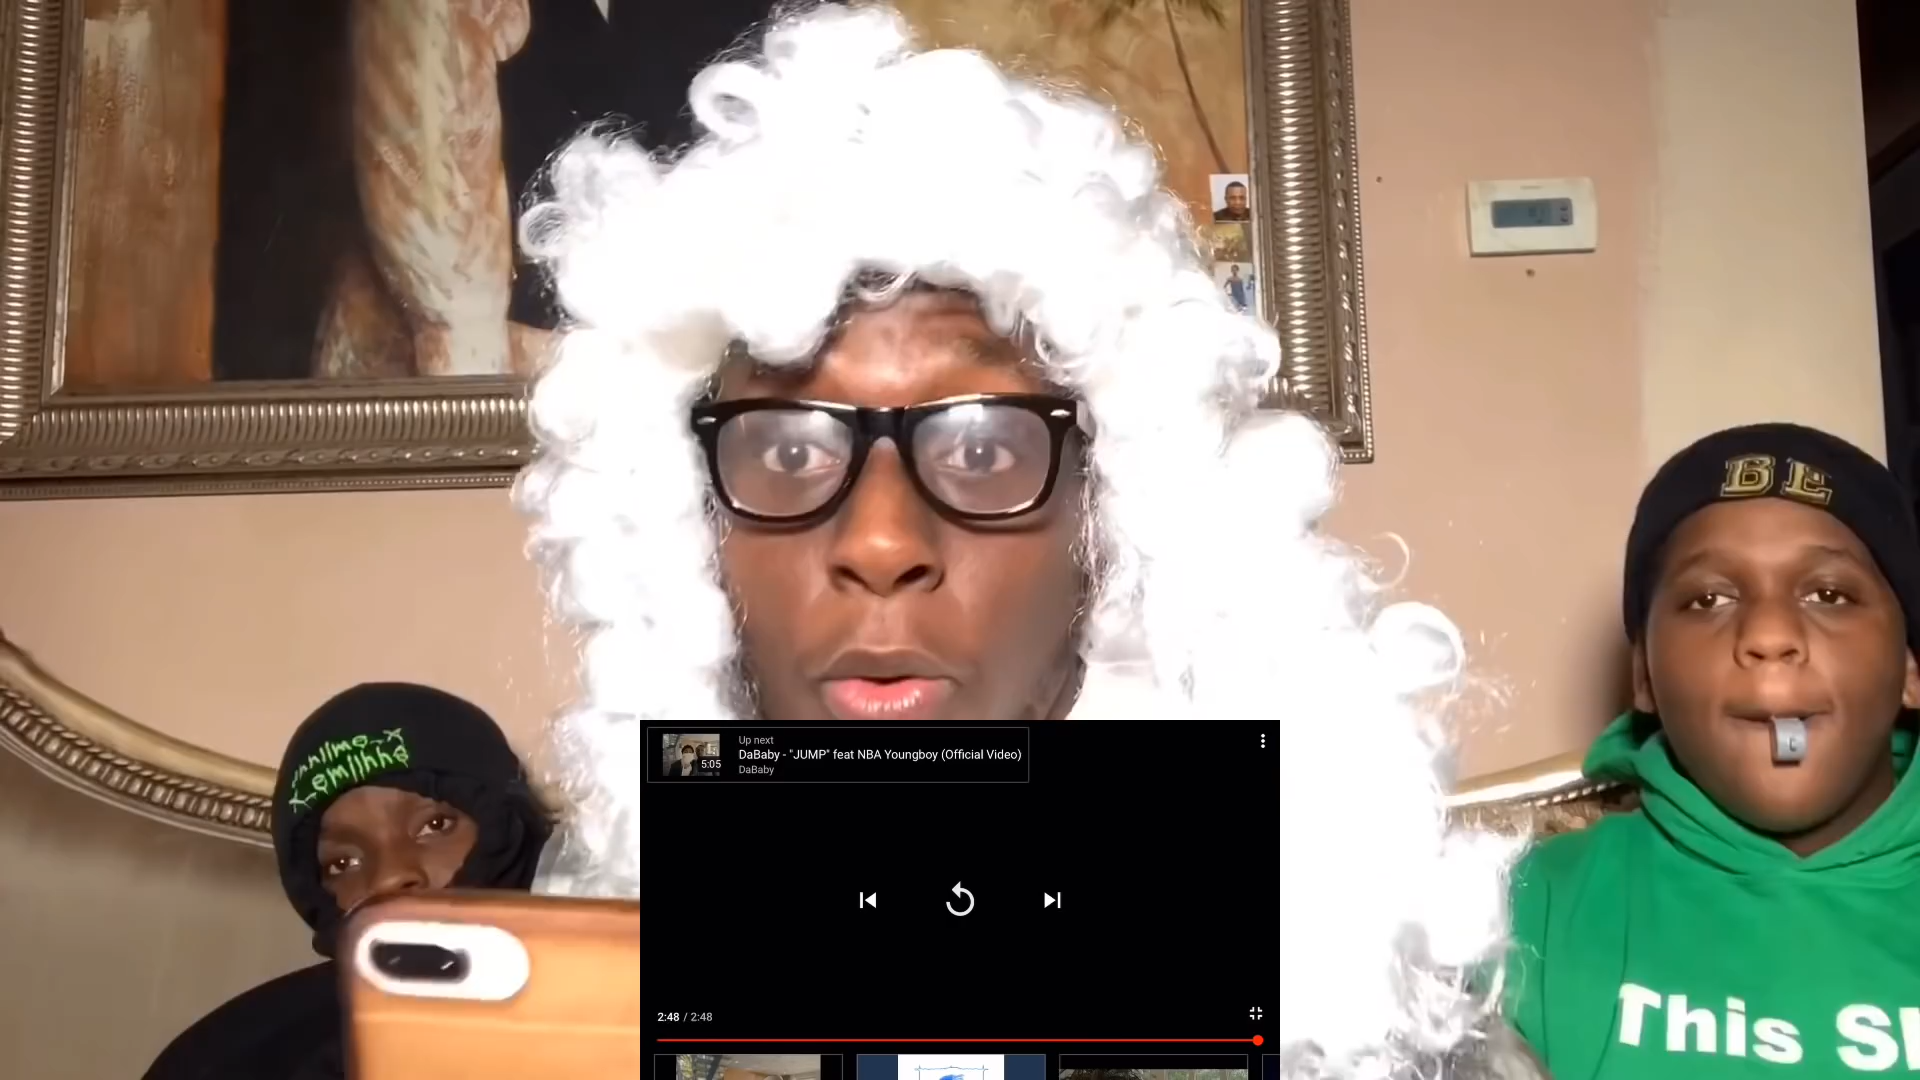 BE
Up next
DaBaby - "JUMP" feat NBA Youngboy (Official Video)
5:05
DaBaby
This
2:48 / 2:48